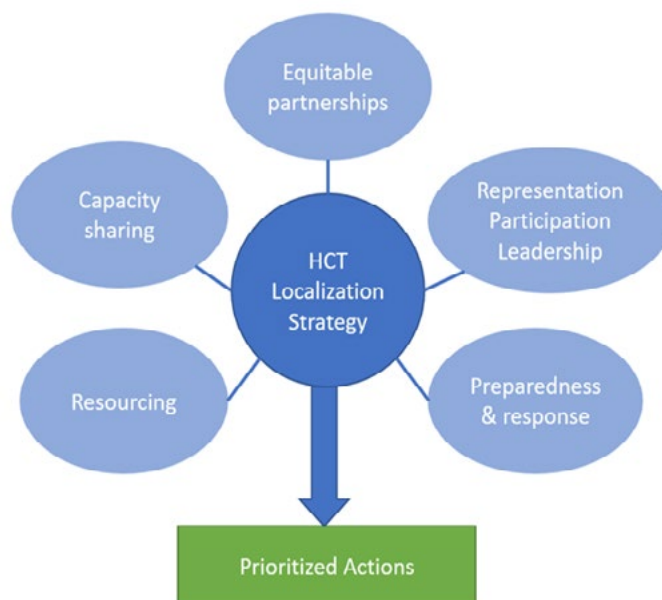 Equitable
partnerships
Capacity
sharing
Representation
Participation
Leadership
HCT
Localization
Strategy
Resourcing
Preparedness
& response
Prioritized Actions